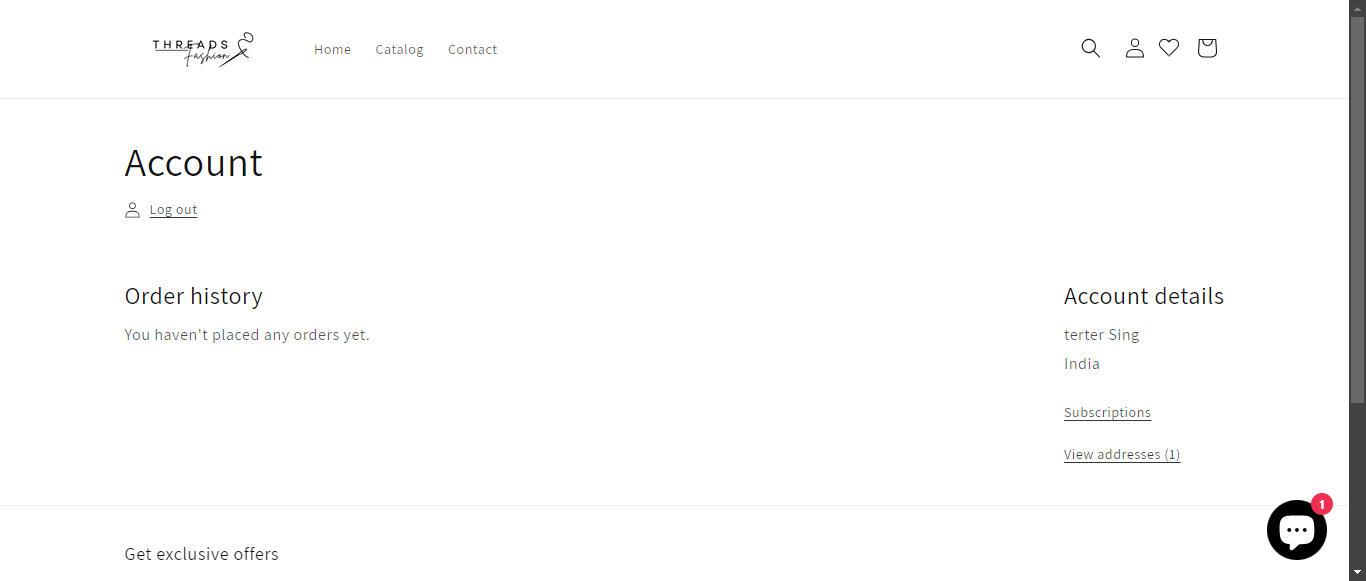 THREADS
Fashion
Home
Catalog
Contact
Account
Log out
Order history
You haven't placed any orders yet.
Account details
terter Sing
India
Subscriptions
View addresses (1)
1
Get exclusive offers